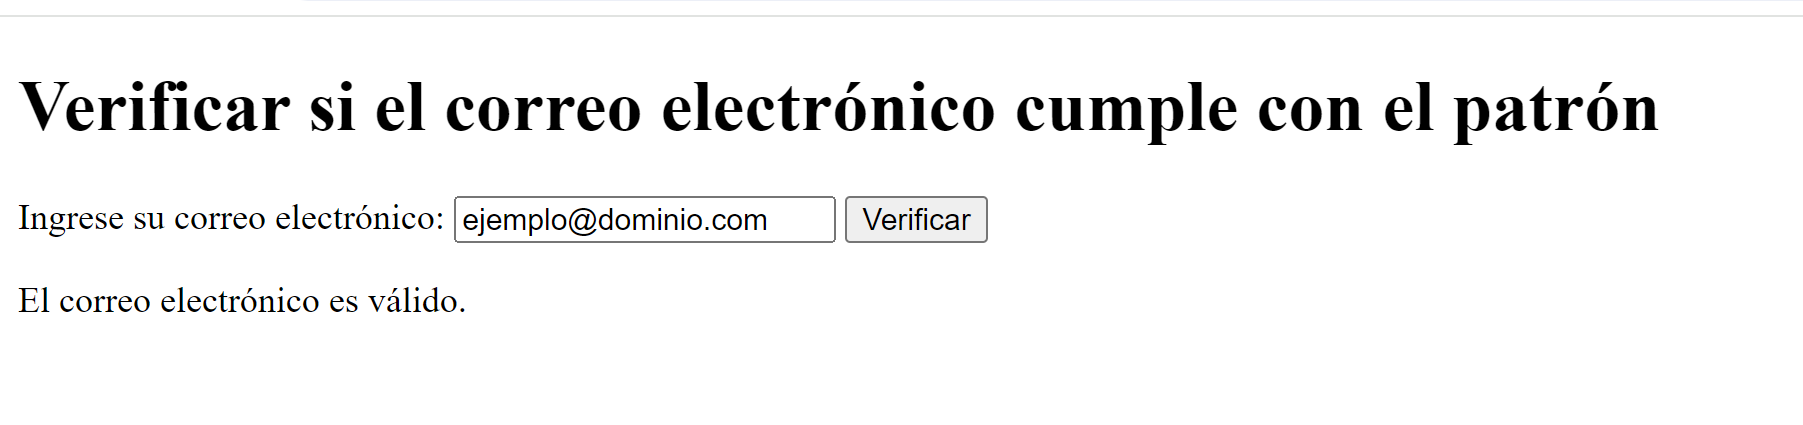 Verificar si el correo electrónico cumple con el patrón
Ingrese su correo electrónico: ejemplo@dominio.com Verificar
El correo electrónico es válido.